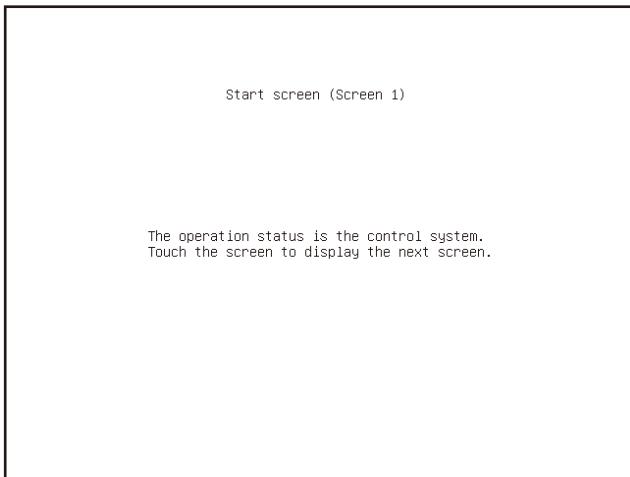 Start screen (Screen 1)
The operation status is the control system.
Touch the screen to display the next screen.